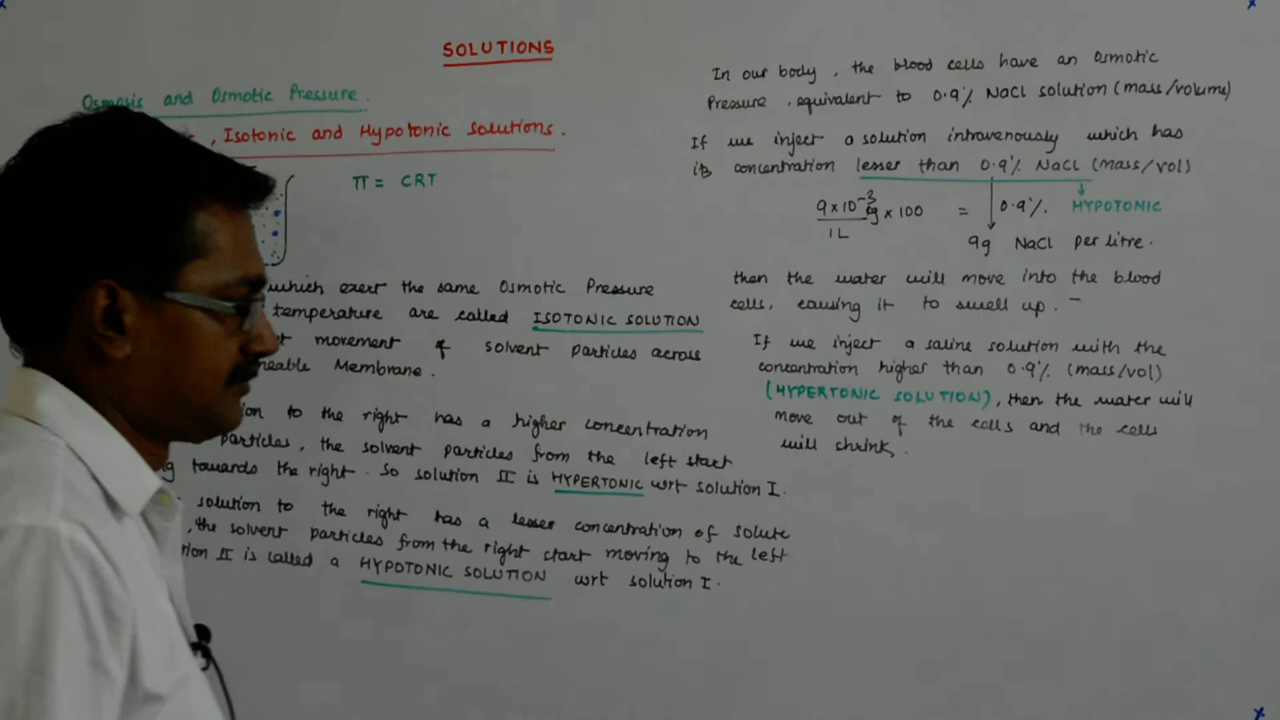 SOLUTIONS
Osmosis and Osmotic Pressure.
, Isotonic and Hypotonic Solutions.
π = CRT
which exert the same Osmotic Pressure
temperature are called ISOTONIC SOLUTION
movement of solvent particles across
Membrane.
to the right has a higher concentration
particles, the solvent particles from the left start
towards the right. So solution II is HYPERTONIC wrt solution I.
solution to the right has a lesser concentration of solute
, the solvent particles from the right start moving to the left
II is called a HYPOTONIC SOLUTION wrt solution I.
In our body, the blood cells have an Osmotic
Pressure, equivalent to 0.9% NaCl solution (mass/volume)
If we inject a solution intravenously which has
its concentration lesser than 0.9% NaCl (mass/vol)
9 x 10⁻³ x 100 = 0.9%. HYPOTONIC
1L
9g NaCl per litre.
then the water will move into the blood
cells, causing it to swell up.
If we inject a saline solution with the
concentration higher than 0.9% (mass/vol)
(HYPERTONIC SOLUTION), then the water will
move out of the cells and the cells
will shrink.